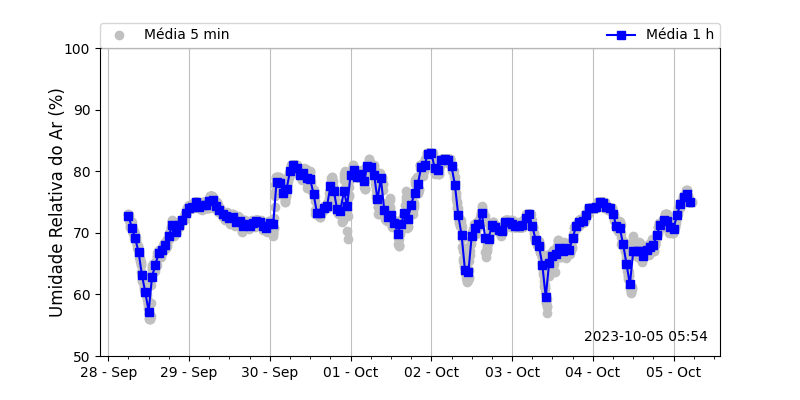 Média 5 min
Média 1 h
Umidade Relativa do Ar (%)
100
90
80
70
60
50
2023-10-05 05:54
28 - Sep
29 - Sep
30 - Sep
01 - Oct
02 - Oct
03 - Oct
04 - Oct
05 - Oct